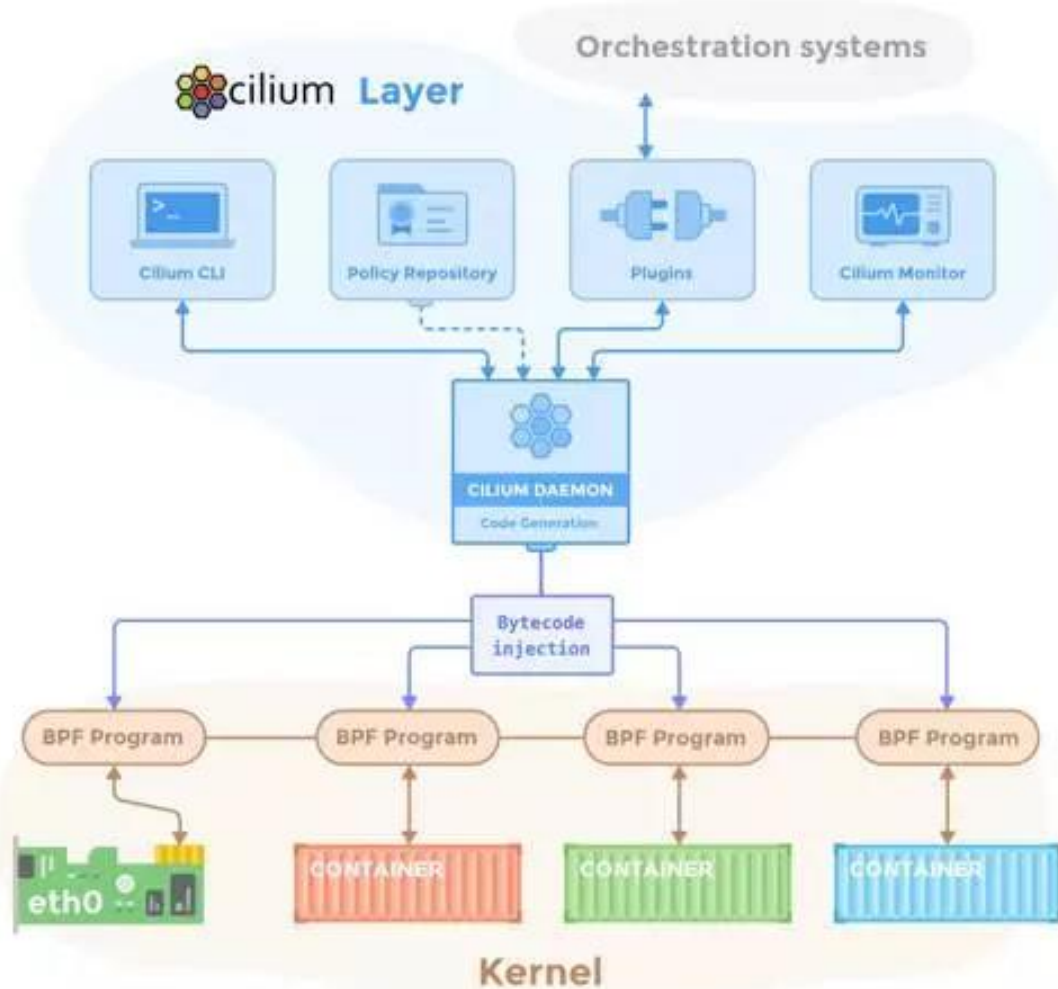 Orchestration systems
cilium Layer
>_
Cilium CLI
Policy Repository
Plugins
Cilium Monitor
CILIUM DAEMON
Code Generation
Bytecode
injection
BPF Program
BPF Program
BPF Program
BPF Program
eth0
CONTAINER
CONTAINER
CONTAINER
Kernel